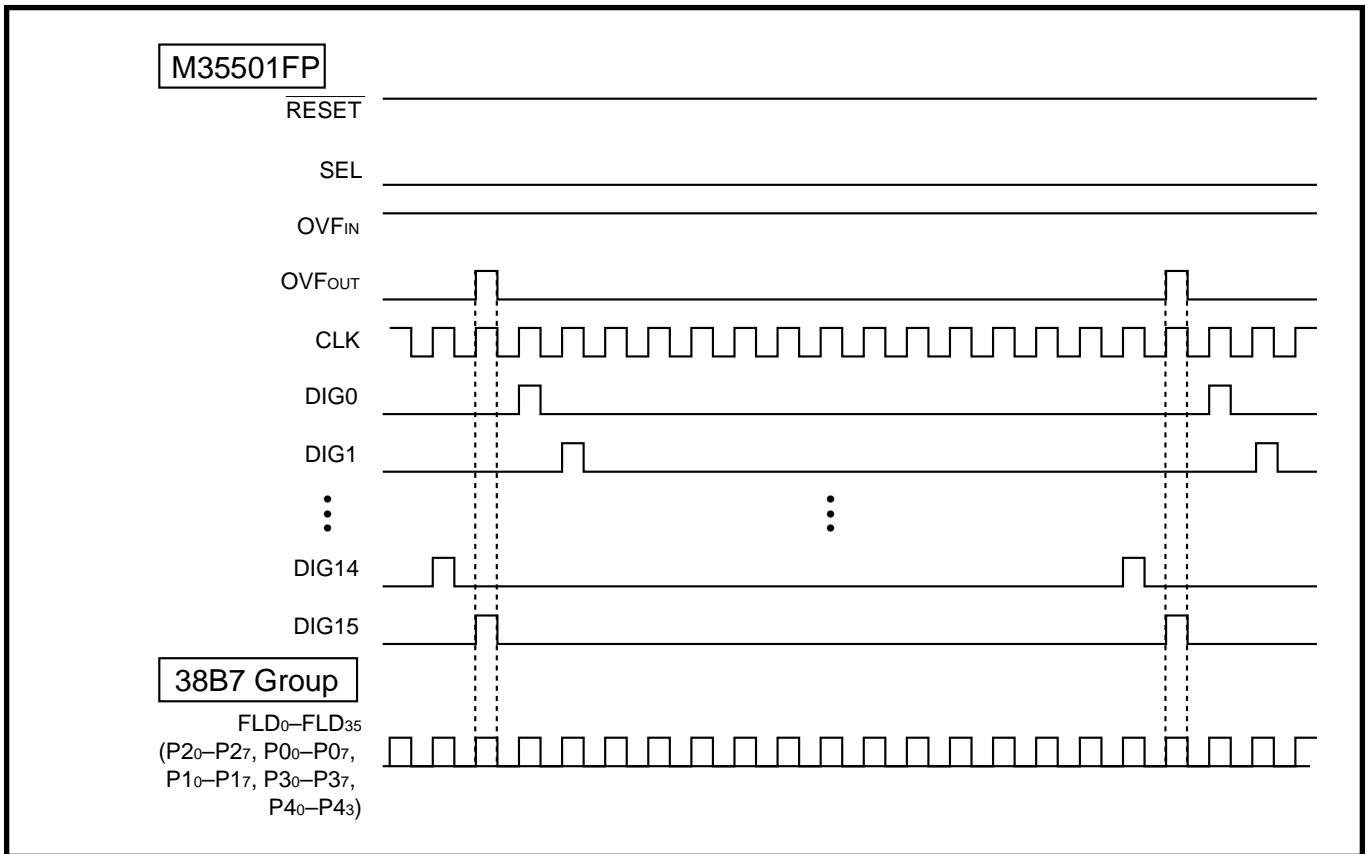 M35501FP
RESET
SEL
OVFIN
OVFOUT
CLK
DIG0
DIG1
DIG14
DIG15
38B7 Group
FLD0–FLD35
(P20–P27, P00–P07,
P10–P17, P30–P37,
P40–P43)